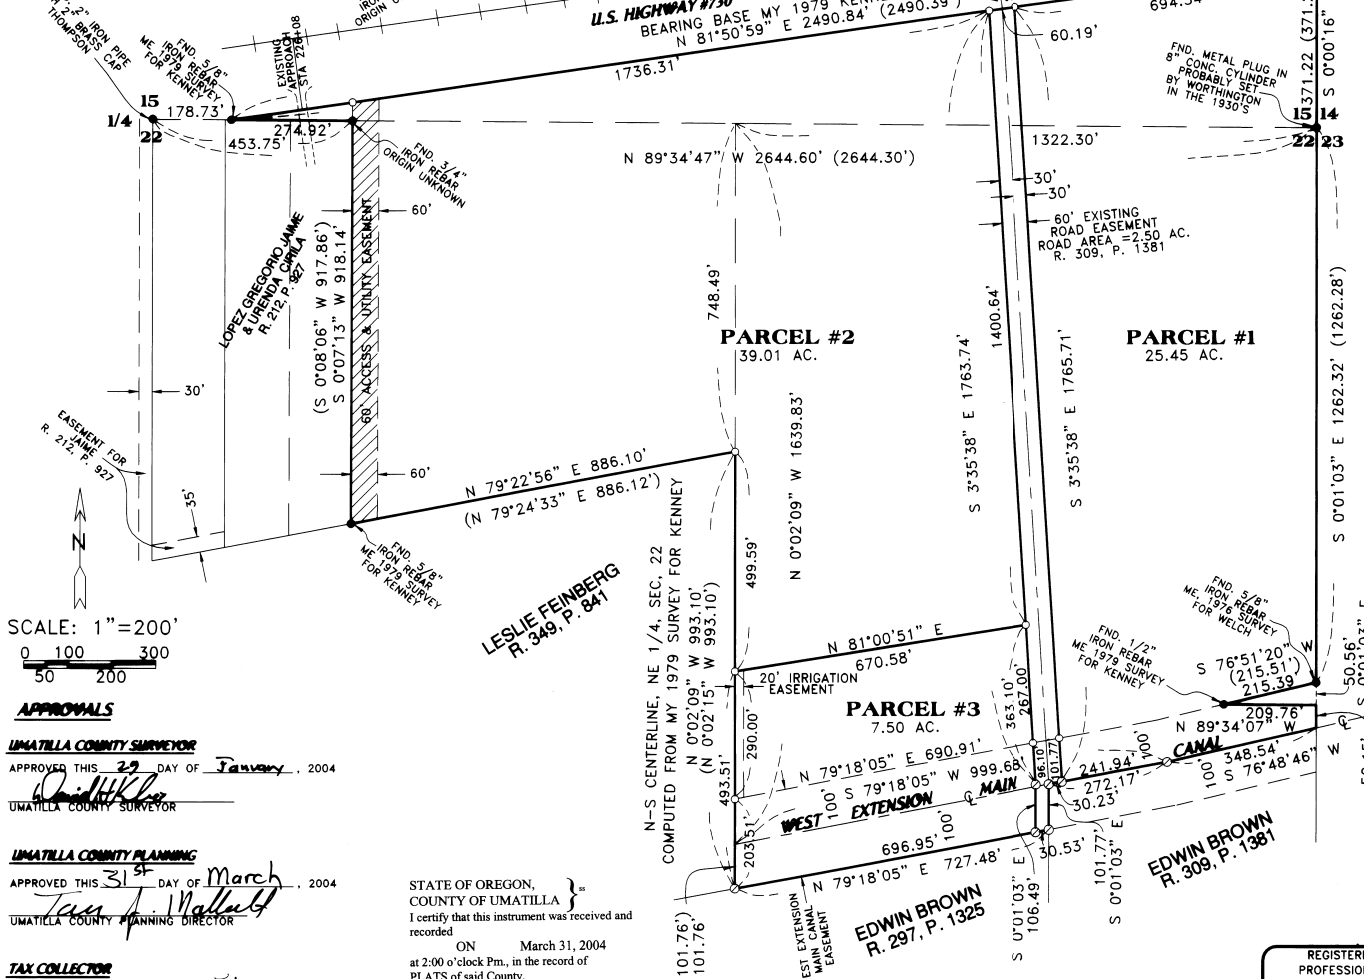 U.S. HIGHWAY #730
BEARING BASE MY 1979
N 81°50'59" E 2490.84' (2490.39')
1736.31'
60.19'
2" IRON PIPE
2" BRASS CAP
THOMPSON
FND. 5/8"
IRON REBAR
ME 1979 SURVEY
FOR KENNEY
EXISTING
APPROACH
STA 226+08
ORIGIN
FND. METAL PLUG IN
8" CONC. CYLINDER
PROBABLY SET
BY WORTHINGTON
IN THE 1930'S
371.22
S 0°00'16"
15
1/4
22
178.73'
453.75'
274.92'
15 14
22 23
FND. 3/4"
IRON REBAR
ORIGIN UNKNOWN
N 89°34'47" W 2644.60' (2644.30')
1322.30'
30'
30'
60'
60' EXISTING
ROAD EASEMENT
ROAD AREA =2.50 AC.
R. 309, P. 1381
LOPEZ GREGORIO JAIME
& URENDA CIRILA
R. 212, P. 927
(S 0°08'06" W 917.86')
S 0°07'13" W 918.14'
60' ACCESS & UTILITY EASEMENT
748.49'
PARCEL #2
39.01 AC.
1400.64'
S 3°35'38" E 1763.74'
S 3°35'38" E 1765.71'
PARCEL #1
25.45 AC.
S 0°01'03" E 1262.32' (1262.28')
30'
EASEMENT FOR
JAIME
R. 212, P. 927
35'
60'
N 79°22'56" E 886.10'
(N 79°24'33" E 886.12')
N 0°02'09" W 1639.83'
N
FND. 5/8"
IRON REBAR
ME 1979 SURVEY
FOR KENNEY
LESLIE FEINBERG
R. 349, P. 841
499.59'
N-S CENTERLINE, NE 1/4, SEC, 22
COMPUTED FROM MY 1979 SURVEY FOR KENNEY
N 0°02'09" W 993.10'
(N 0°02'15" W 993.10')
FND. 5/8"
IRON REBAR
ME, 1976 SURVEY
FOR WELCH
FND. 1/2"
IRON REBAR
ME 1979 SURVEY
FOR KENNEY
S 76°51'20" W
(215.51')
215.39'
50.56'
209.76'
N 89°34'07" W
SCALE: 1"=200'
0 100 300
50 200
N 81°00'51" E
670.58'
20' IRRIGATION
EASEMENT
PARCEL #3
7.50 AC.
363.10'
267.00'
290.00'
493.51'
203.51'
N 79°18'05" E 690.91'
S 79°18'05" W 999.68'
WEST EXTENSION MAIN CANAL
100'
100'
100'
100'
96.10'
101.77'
241.94'
272.17'
30.23'
348.54'
S 76°48'46" W
696.95'
N 79°18'05" E 727.48'
30.53'
S 0°01'03" E
106.49'
101.77'
S 0°01'03" E
EDWIN BROWN
R. 297, P. 1325
EDWIN BROWN
R. 309, P. 1381
101.76')
101.76'
EST EXTENSION
MAIN CANAL
EASEMENT
APPROVALS
UMATILLA COUNTY SURVEYOR
APPROVED THIS 29 DAY OF January, 2004
UMATILLA COUNTY SURVEYOR
UMATILLA COUNTY PLANNING
APPROVED THIS 31st DAY OF March, 2004
UMATILLA COUNTY PLANNING DIRECTOR
TAX COLLECTOR
STATE OF OREGON,
COUNTY OF UMATILLA } ss
I certify that this instrument was received and
recorded
ON March 31, 2004
at 2:00 o'clock Pm., in the record of
PLATS of said County.
REGISTER
PROFESSIO